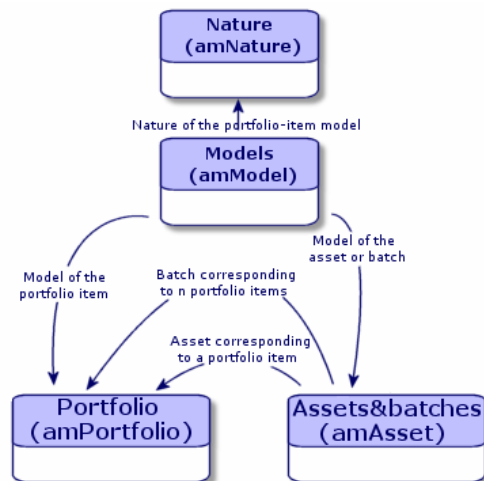 Nature
(amNature)
Nature of the portfolio-item model
Models
(amModel)
Model of the
portfolio item
Batch corresponding
to n portfolio items
Model of the
asset or batch
Asset corresponding
to a portfolio item
Portfolio
(amPortfolio)
Assets&batches
(amAsset)